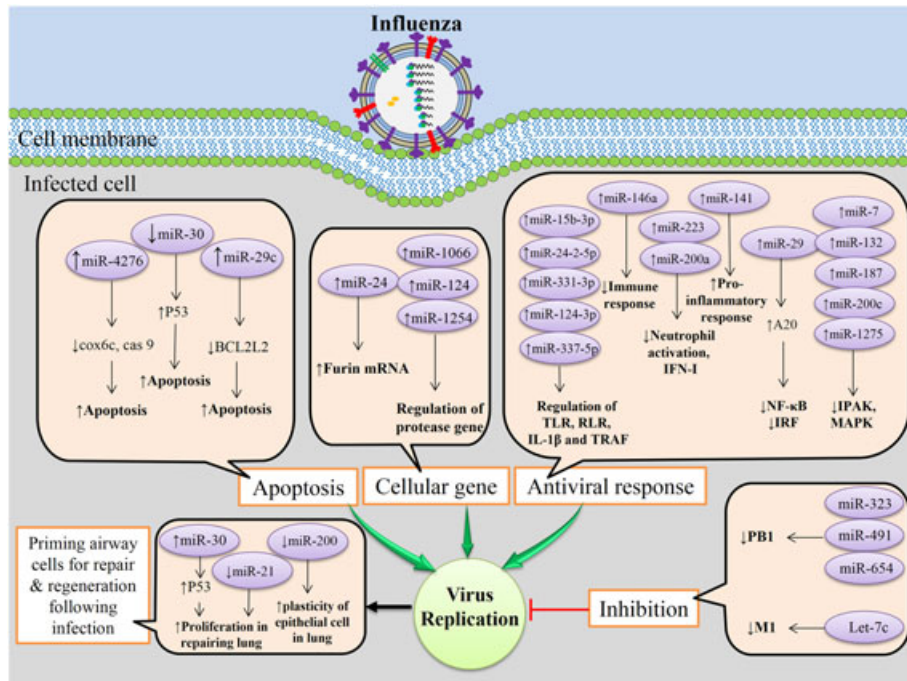 Influenza
Cell membrane
Infected cell
↑miR-4276
↓miR-30
↑miR-29c
↓cox6c, cas 9
↑P53
↓BCL2L2
↑Apoptosis
↑Apoptosis
↑Apoptosis
↑miR-24
↑miR-1066
↑miR-124
↑miR-1254
↑Furin mRNA
Regulation of
protease gene
↑miR-15b-3p
↑miR-24-2-5p
↑miR-331-3p
↑miR-124-3p
↑miR-337-5p
Regulation of
TLR, RLR,
IL-1β and TRAF
↑miR-146a
↓Immune
response
↑miR-223
↑miR-200a
↓Neutrophil
activation,
IFN-I
↑miR-141
↑Pro-
inflammatory
response
↑miR-29
↑A20
↓NF-κB
↓IRF
↑miR-7
↑miR-132
↑miR-187
↑miR-200c
↑miR-1275
↓IPAK,
MAPK
Apoptosis
Cellular gene
Antiviral response
Priming airway
cells for repair
& regeneration
following
infection
↑miR-30
↓miR-21
↓miR-200
↑P53
↑Proliferation in
repairing lung
↑plasticity of
epithelial cell
in lung
Virus
Replication
Inhibition
miR-323
miR-491
miR-654
↓PB1
Let-7c
↓M1